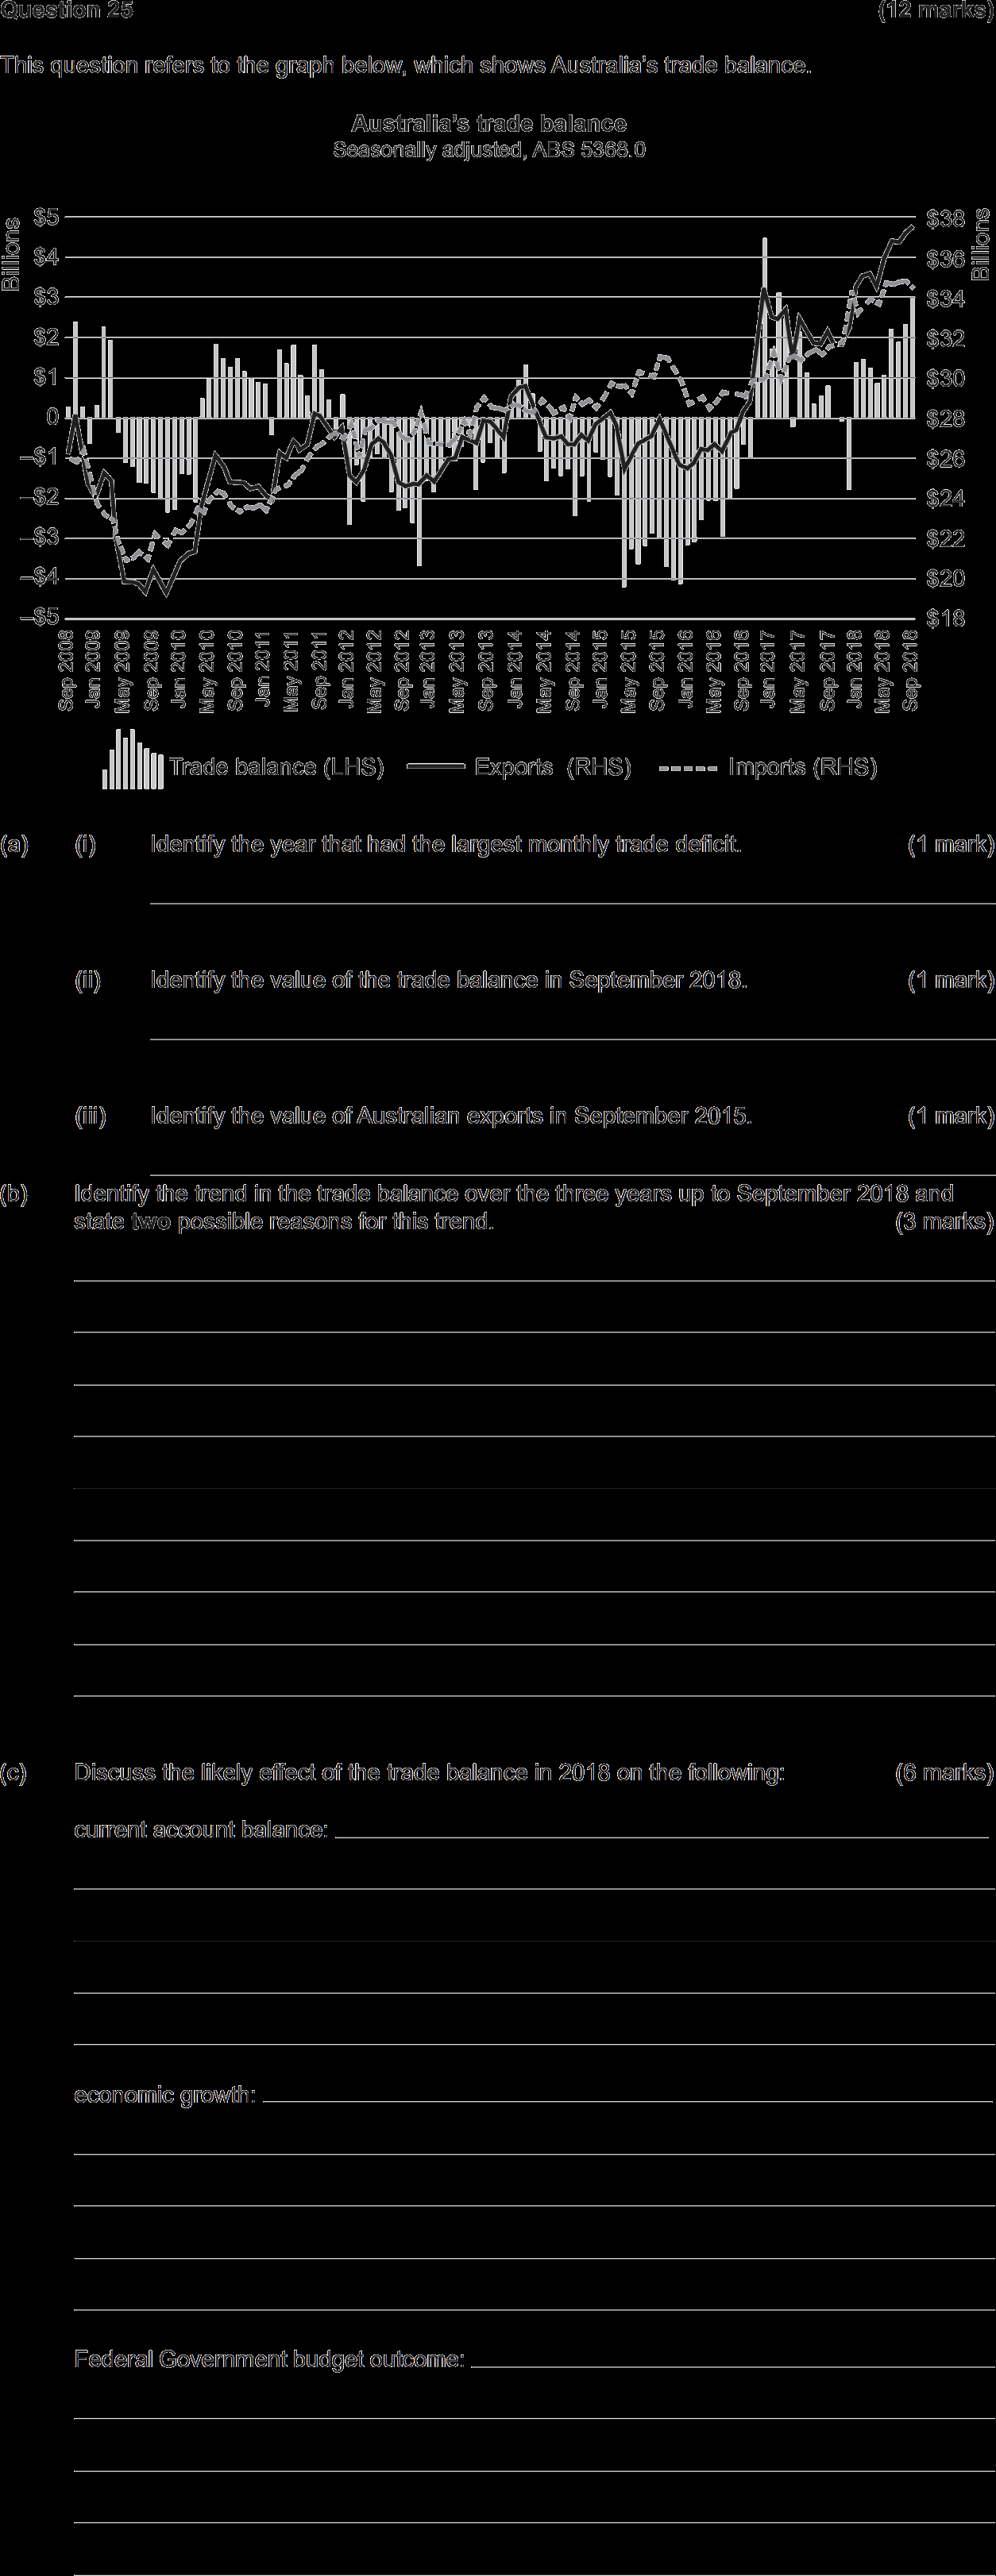 Question 25 (12 marks)
This question refers to the graph below, which shows Australia's trade balance.
Australia's trade balance
Seasonally adjusted, ABS 5368.0
Billions
$5
$4
$3
$2
$1
0
–$1
–$2
–$3
–$4
–$5
$38
$36
$34
$32
$30
$28
$26
$24
$22
$20
$18
Billions
Sep 2008
Jan 2009
May 2009
Sep 2009
Jan 2010
May 2010
Sep 2010
Jan 2011
May 2011
Sep 2011
Jan 2012
May 2012
Sep 2012
Jan 2013
May 2013
Sep 2013
Jan 2014
May 2014
Sep 2014
Jan 2015
May 2015
Sep 2015
Jan 2016
May 2016
Sep 2016
Jan 2017
May 2017
Sep 2017
Jan 2018
May 2018
Sep 2018
Trade balance (LHS) Exports (RHS) Imports (RHS)
(a) (i) Identify the year that had the largest monthly trade deficit. (1 mark)
(ii) Identify the value of the trade balance in September 2018. (1 mark)
(iii) Identify the value of Australian exports in September 2015. (1 mark)
(b) Identify the trend in the trade balance over the three years up to September 2018 and
state two possible reasons for this trend. (3 marks)
(c) Discuss the likely effect of the trade balance in 2018 on the following: (6 marks)
current account balance:
economic growth:
Federal Government budget outcome: